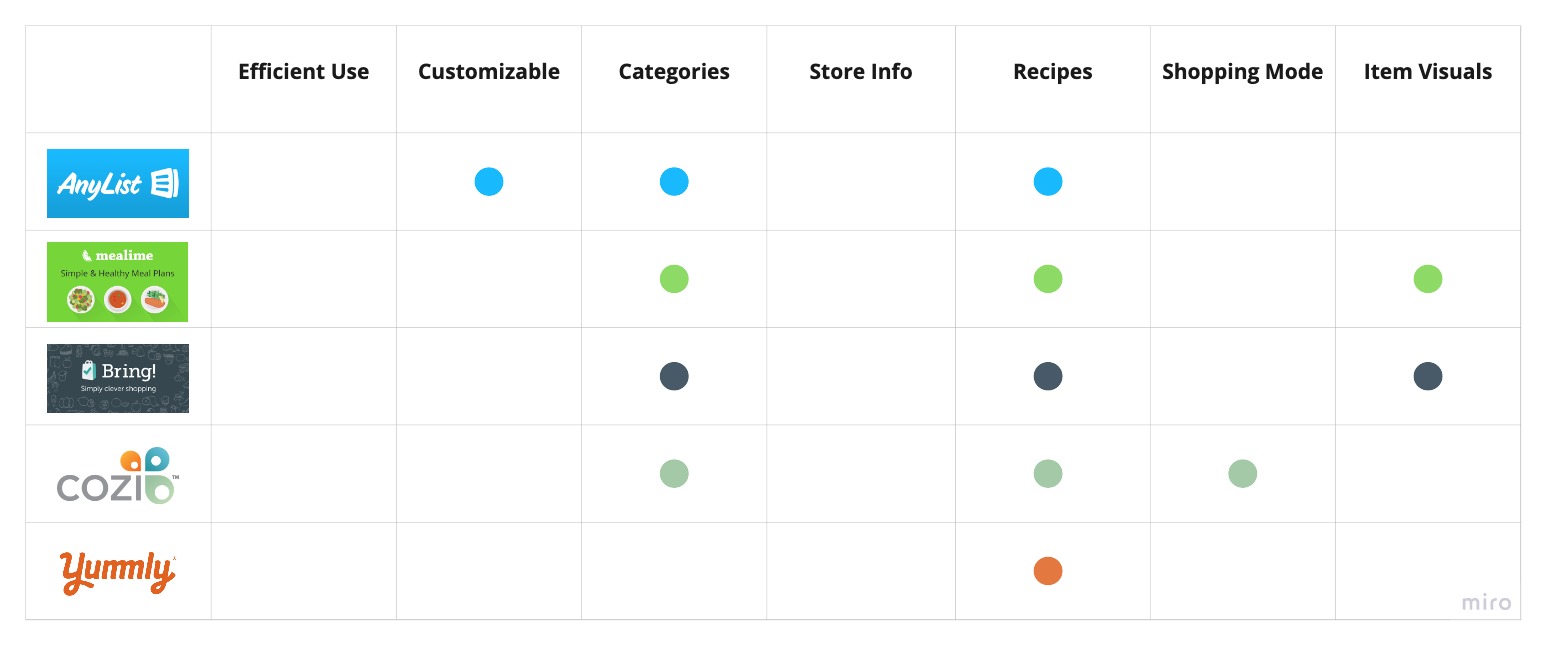 Efficient Use Customizable Categories Store Info Recipes Shopping Mode Item Visuals
AnyList
mealime
Simple & Healthy Meal Plans
Bring!
Simply clever shopping
COZI™
Yummly
miro